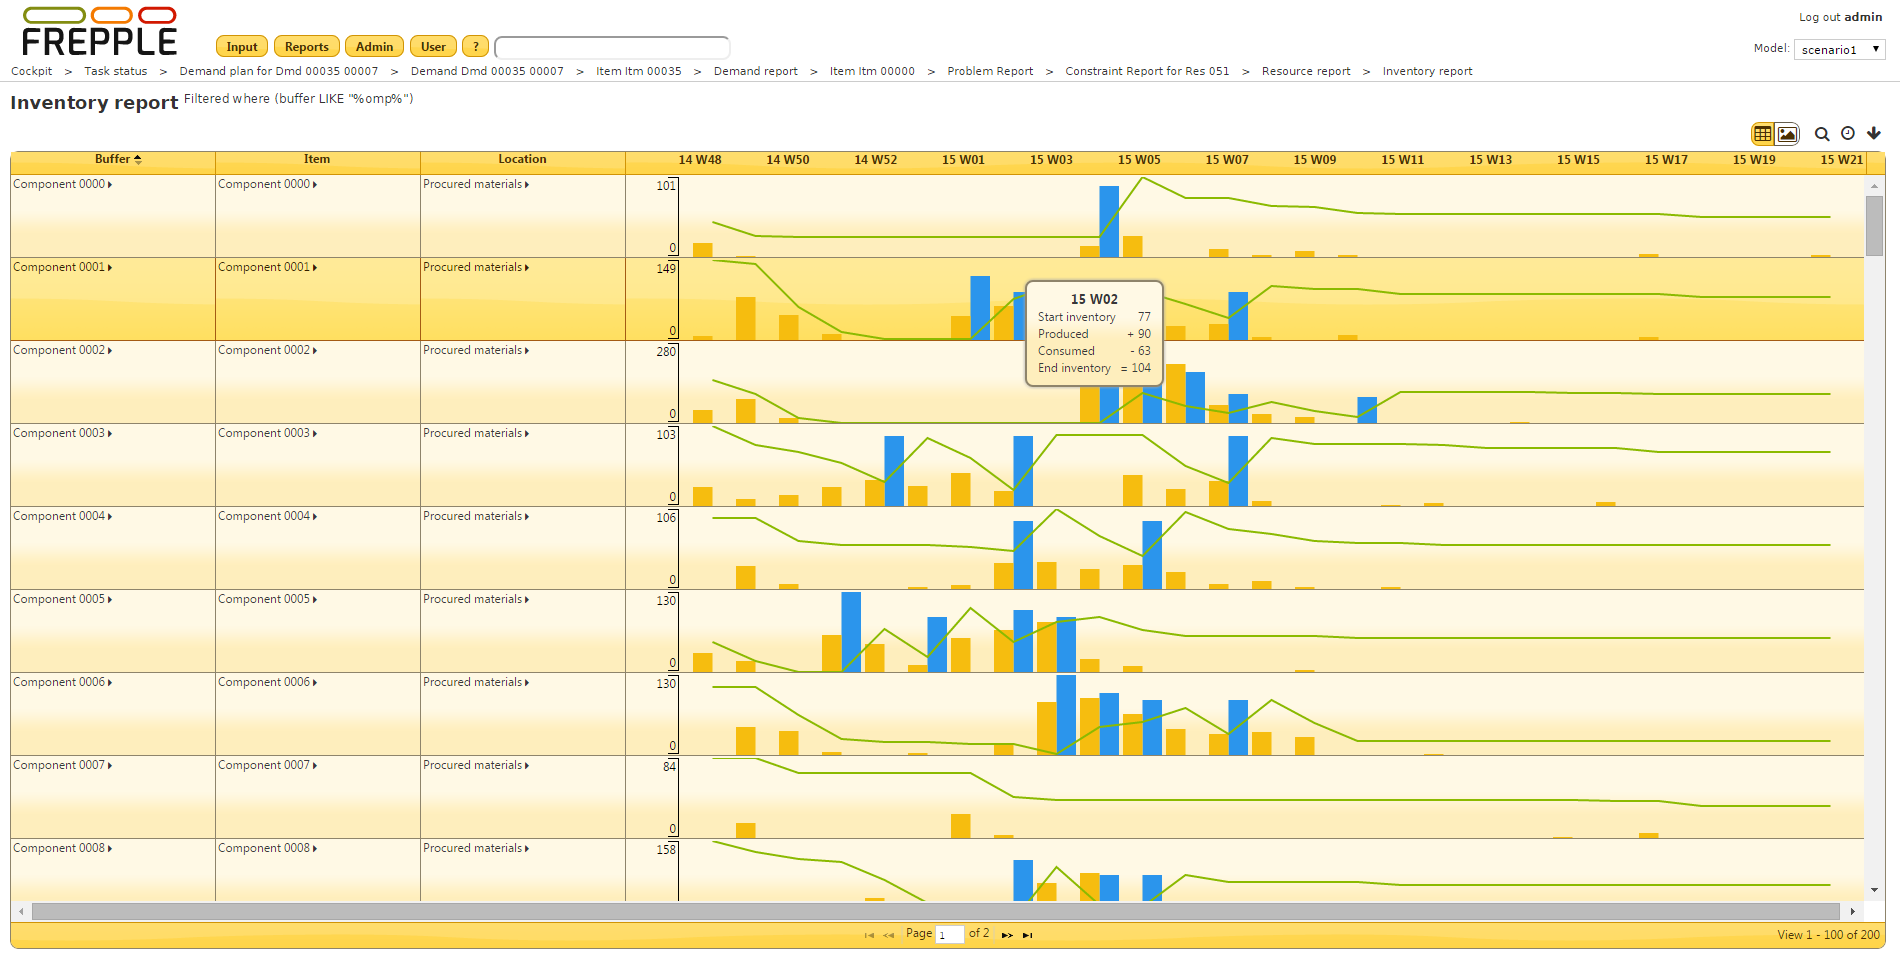 FREPPLE
Log out admin
Input Reports Admin User ?
Model: scenario1
Cockpit > Task status > Demand plan for Dmd 00035 00007 > Demand Dmd 00035 00007 > Item Itm 00035 > Demand report > Item Itm 00000 > Problem Report > Constraint Report for Res 051 > Resource report > Inventory report
Inventory report Filtered where (buffer LIKE "%omp%")
Buffer Item Location 14 W48 14 W50 14 W52 15 W01 15 W03 15 W05 15 W07 15 W09 15 W11 15 W13 15 W15 15 W17 15 W19 15 W21
Component 0000 Component 0000 Procured materials 101
0
Component 0001 Component 0001 Procured materials 149
0
15 W02
Start inventory 77
Produced + 90
Consumed - 63
End inventory = 104
Component 0002 Component 0002 Procured materials 280
0
Component 0003 Component 0003 Procured materials 103
0
Component 0004 Component 0004 Procured materials 106
0
Component 0005 Component 0005 Procured materials 130
0
Component 0006 Component 0006 Procured materials 130
0
Component 0007 Component 0007 Procured materials 84
0
Component 0008 Component 0008 Procured materials 158
Page 1 of 2
View 1 - 100 of 200